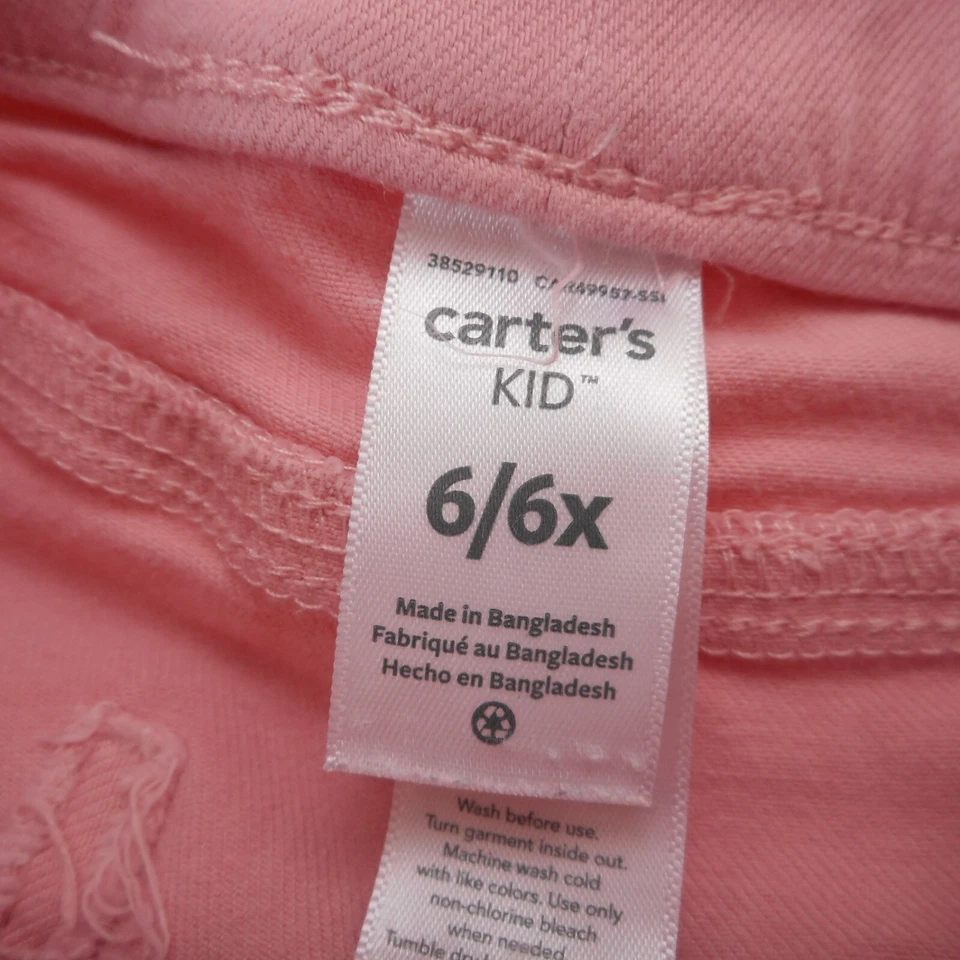 38529110
carter's
KID™
6/6x
Made in Bangladesh
Fabriqué au Bangladesh
Hecho en Bangladesh
Wash before use.
Turn garment inside out.
Machine wash cold
with like colors. Use only
non-chlorine bleach
when needed.
Tumble